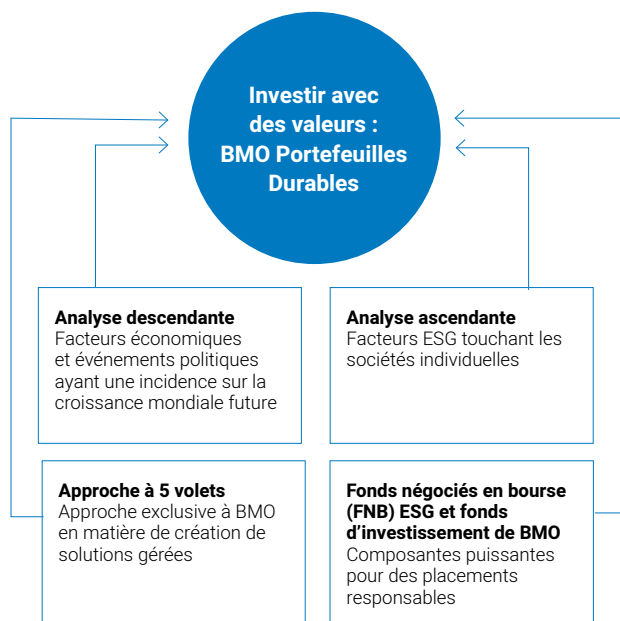 Investir avec
des valeurs :
BMO Portefeuilles
Durables
Analyse descendante
Facteurs économiques
et événements politiques
ayant une incidence sur la
croissance mondiale future
Analyse ascendante
Facteurs ESG touchant les
sociétés individuelles
Approche à 5 volets
Approche exclusive à BMO
en matière de création de
solutions gérées
Fonds négociés en bourse
(FNB) ESG et fonds
d’investissement de BMO
Composantes puissantes
pour des placements
responsables